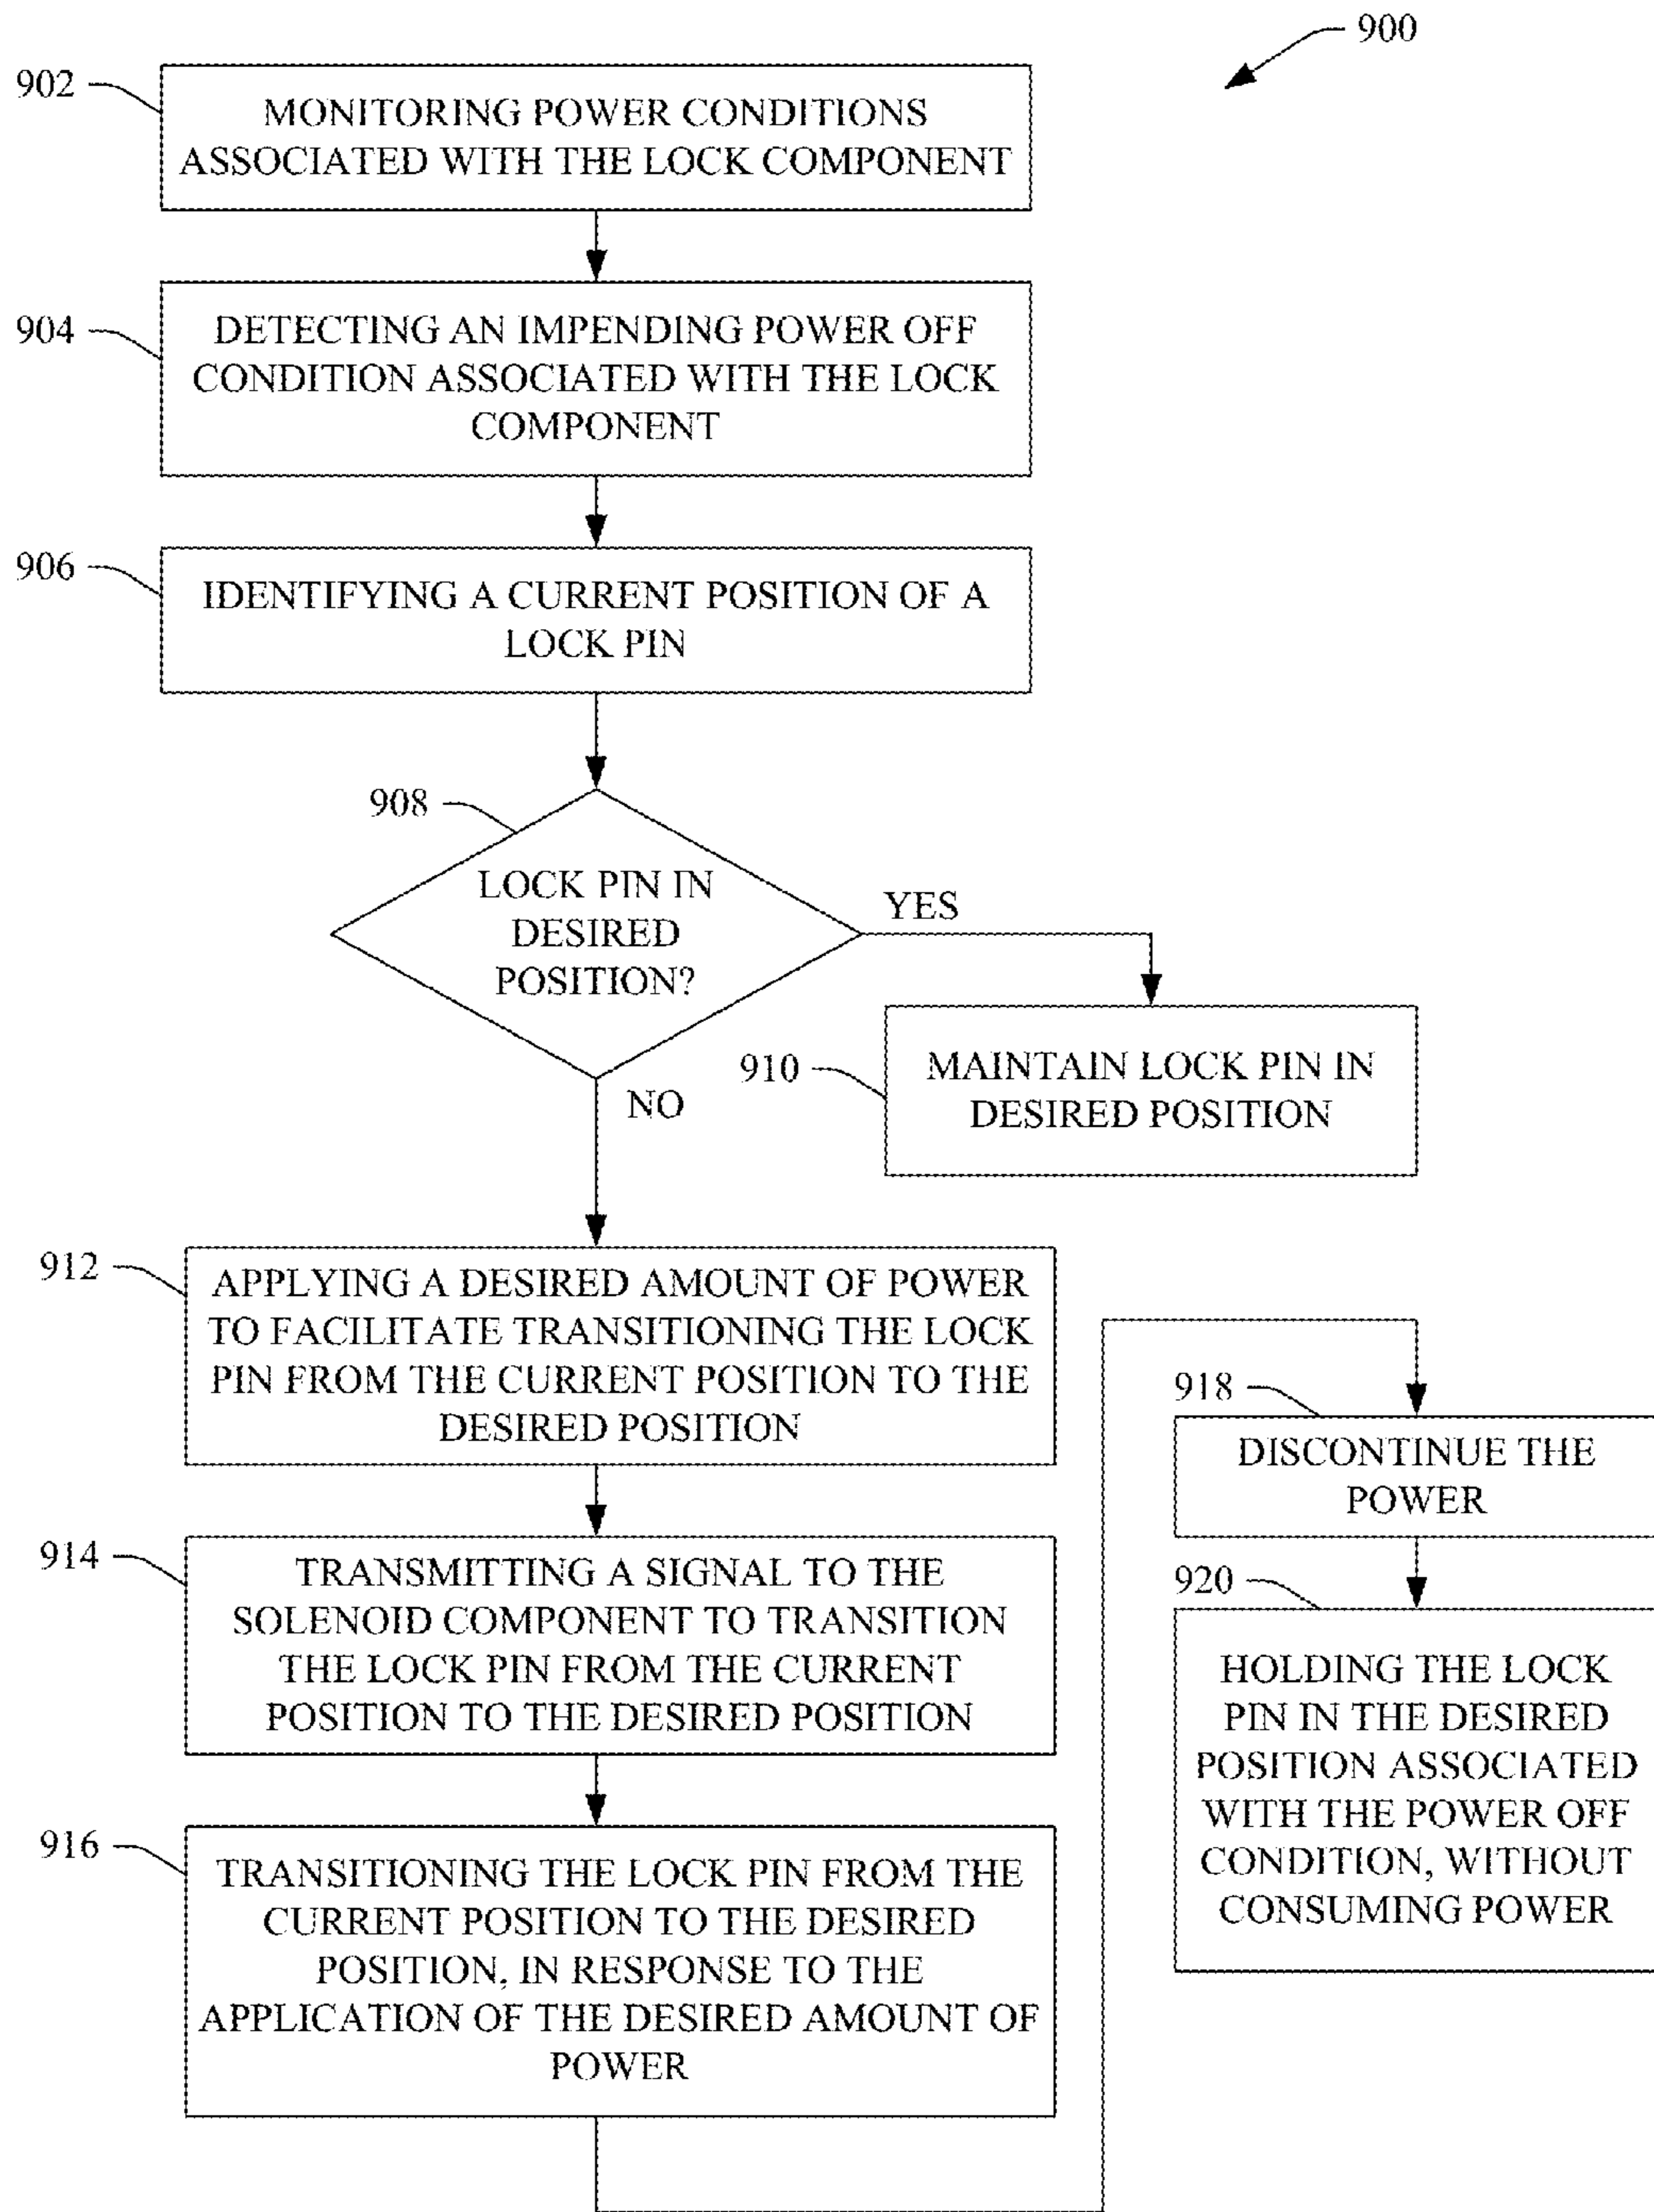 900
902
MONITORING POWER CONDITIONS
ASSOCIATED WITH THE LOCK COMPONENT
904
DETECTING AN IMPENDING POWER OFF
CONDITION ASSOCIATED WITH THE LOCK
COMPONENT
906
IDENTIFYING A CURRENT POSITION OF A
LOCK PIN
908
LOCK PIN IN
DESIRED
POSITION?
YES
NO
910
MAINTAIN LOCK PIN IN
DESIRED POSITION
912
APPLYING A DESIRED AMOUNT OF POWER
TO FACILITATE TRANSITIONING THE LOCK
PIN FROM THE CURRENT POSITION TO THE
DESIRED POSITION
914
TRANSMITTING A SIGNAL TO THE
SOLENOID COMPONENT TO TRANSITION
THE LOCK PIN FROM THE CURRENT
POSITION TO THE DESIRED POSITION
916
TRANSITIONING THE LOCK PIN FROM THE
CURRENT POSITION TO THE DESIRED
POSITION, IN RESPONSE TO THE
APPLICATION OF THE DESIRED AMOUNT OF
POWER
918
DISCONTINUE THE
POWER
920
HOLDING THE LOCK
PIN IN THE DESIRED
POSITION ASSOCIATED
WITH THE POWER OFF
CONDITION, WITHOUT
CONSUMING POWER